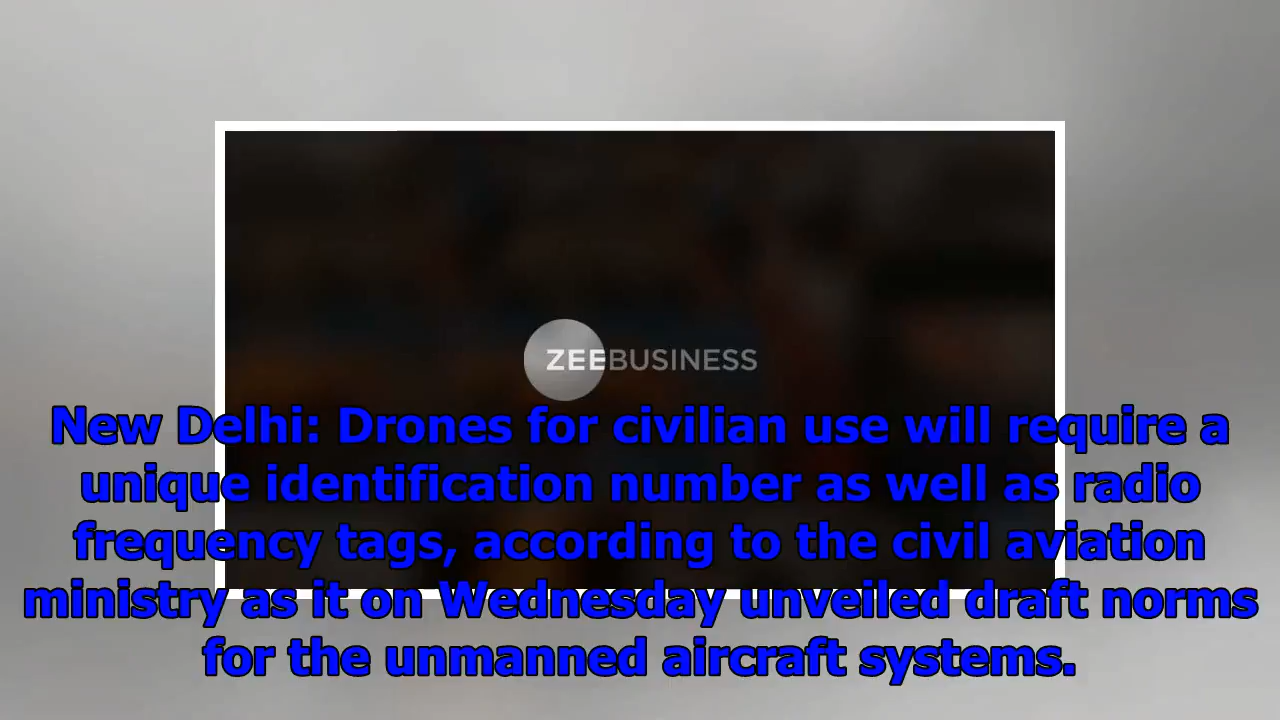 ZEEBUSINESS
New Delhi: Drones for civilian use will require a
unique identification number as well as radio
frequency tags, according to the civil aviation
ministry as it on Wednesday unveiled draft norms
for the unmanned aircraft systems.